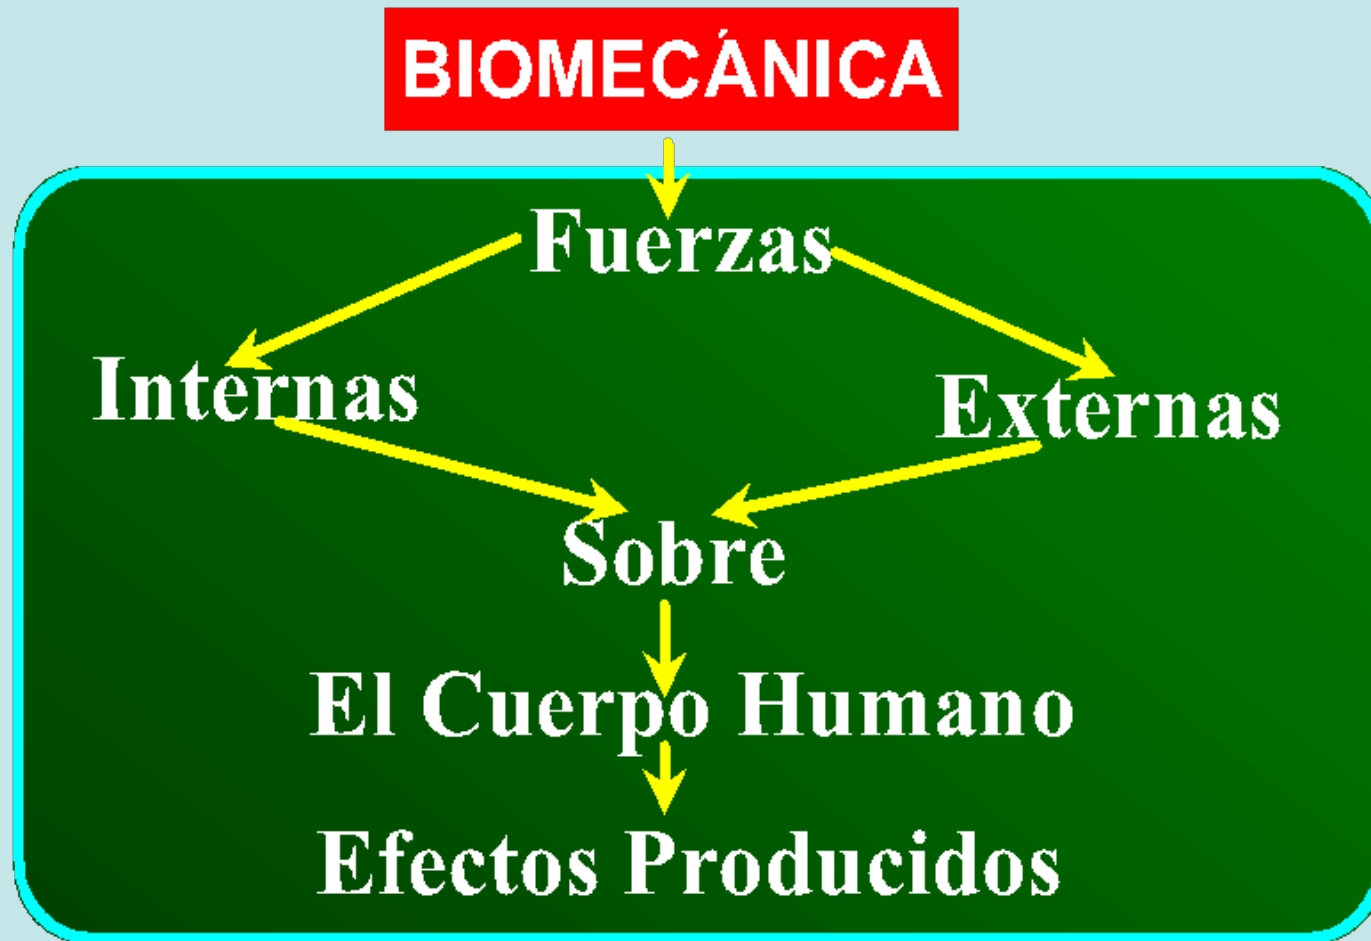 BIOMECÁNICA
Fuerzas
Internas
Externas
Sobre
El Cuerpo Humano
Efectos Producidos